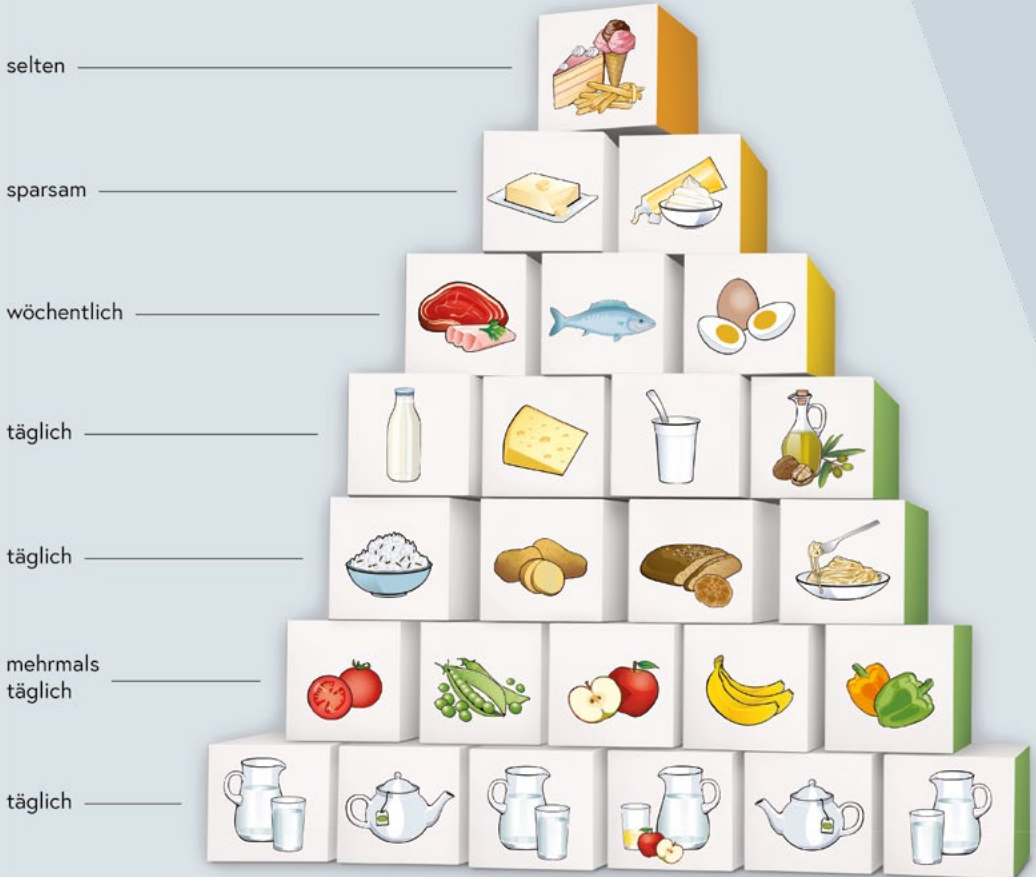 selten
sparsam
wöchentlich
täglich
täglich
mehrmals
täglich
täglich